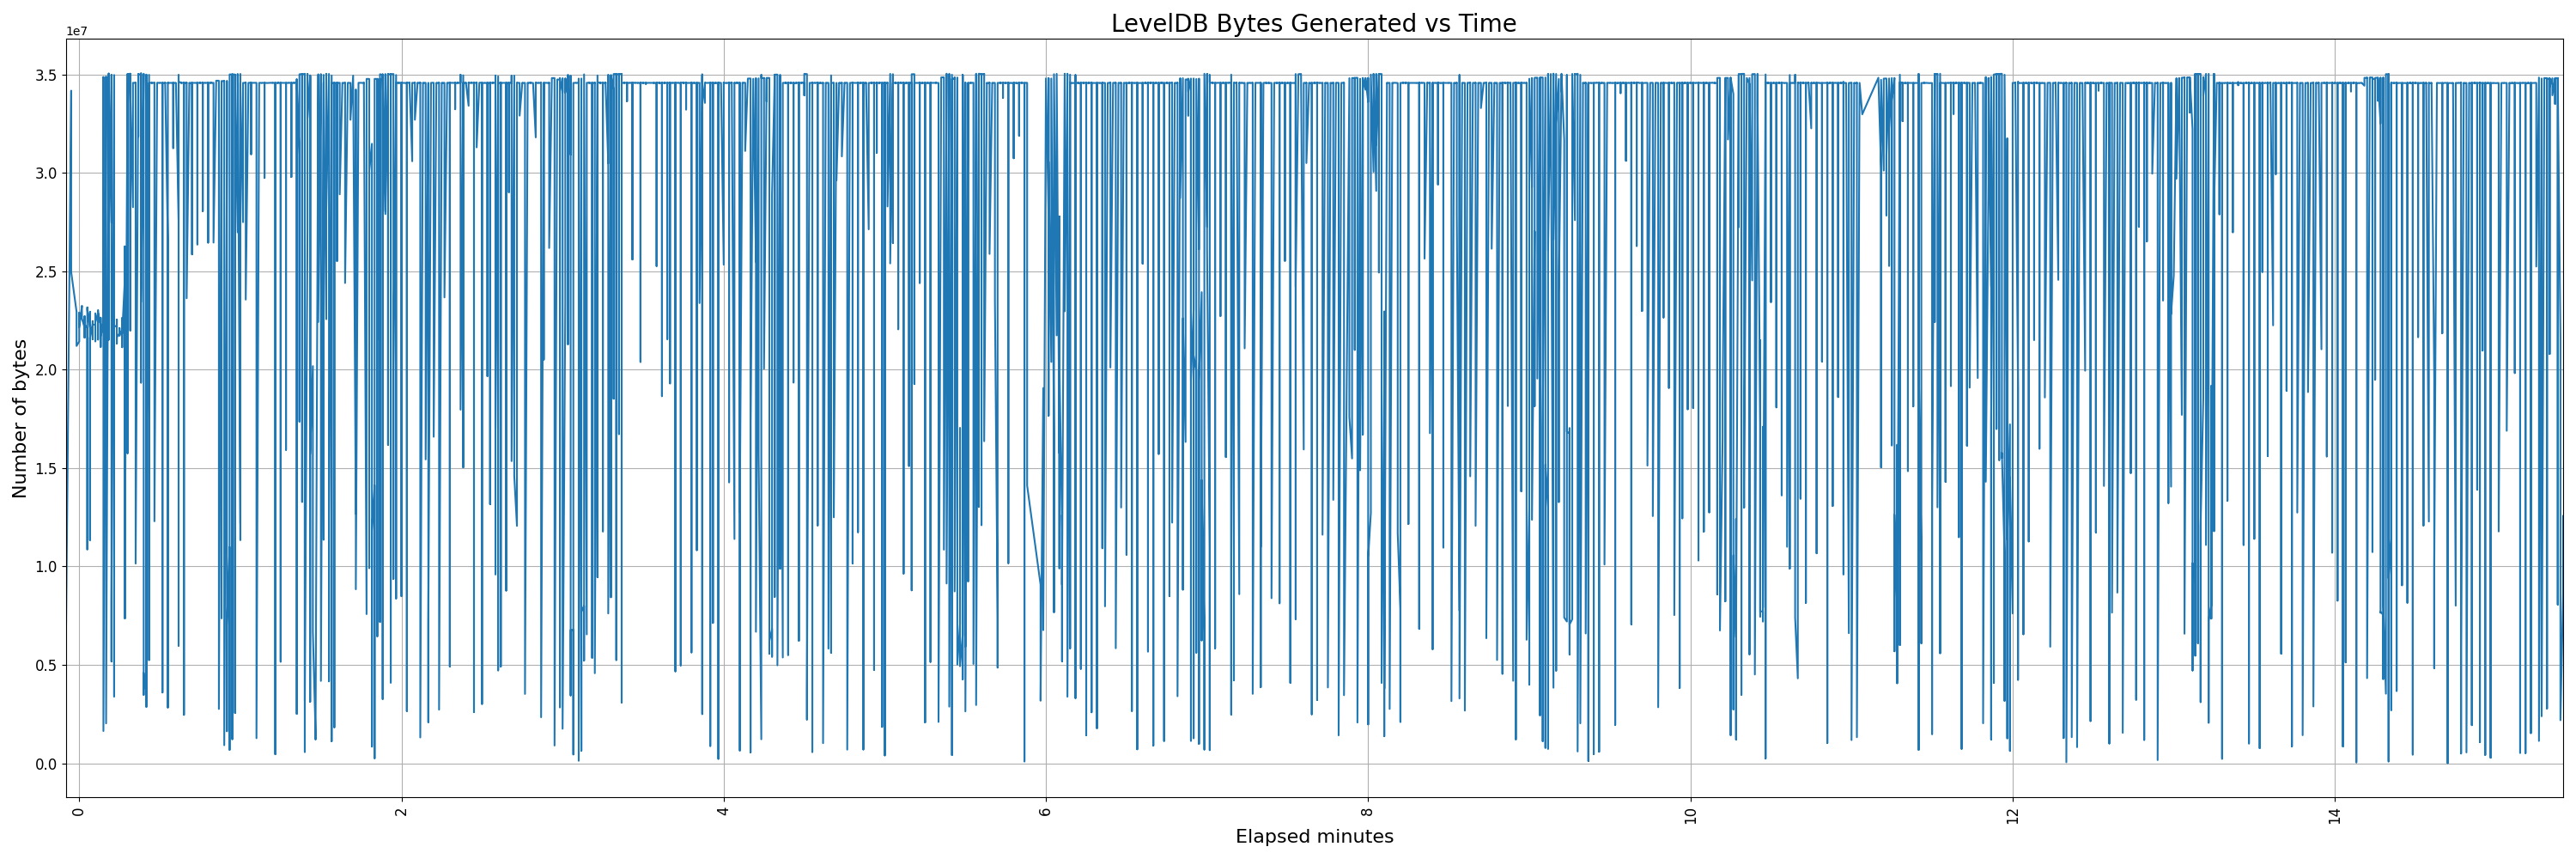 LevelDB Bytes Generated vs Time
1e7
3.5
3.0
2.5
2.0
1.5
1.0
0.5
0.0
Number of bytes
0 2 4 6 8 10 12 14
Elapsed minutes